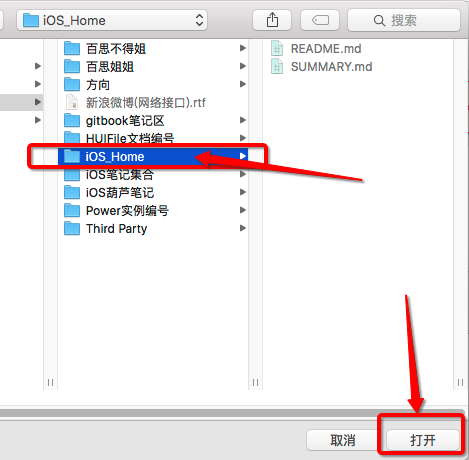 iOS_Home
搜索
百思不得姐
百思姐姐
方向
新浪微博(网络接口).rtf
gitbook笔记区
HUIFile文档编号
iOS_Home
iOS笔记集合
iOS葫芦笔记
Power实例编号
Third Party
README.md
SUMMARY.md
取消
打开